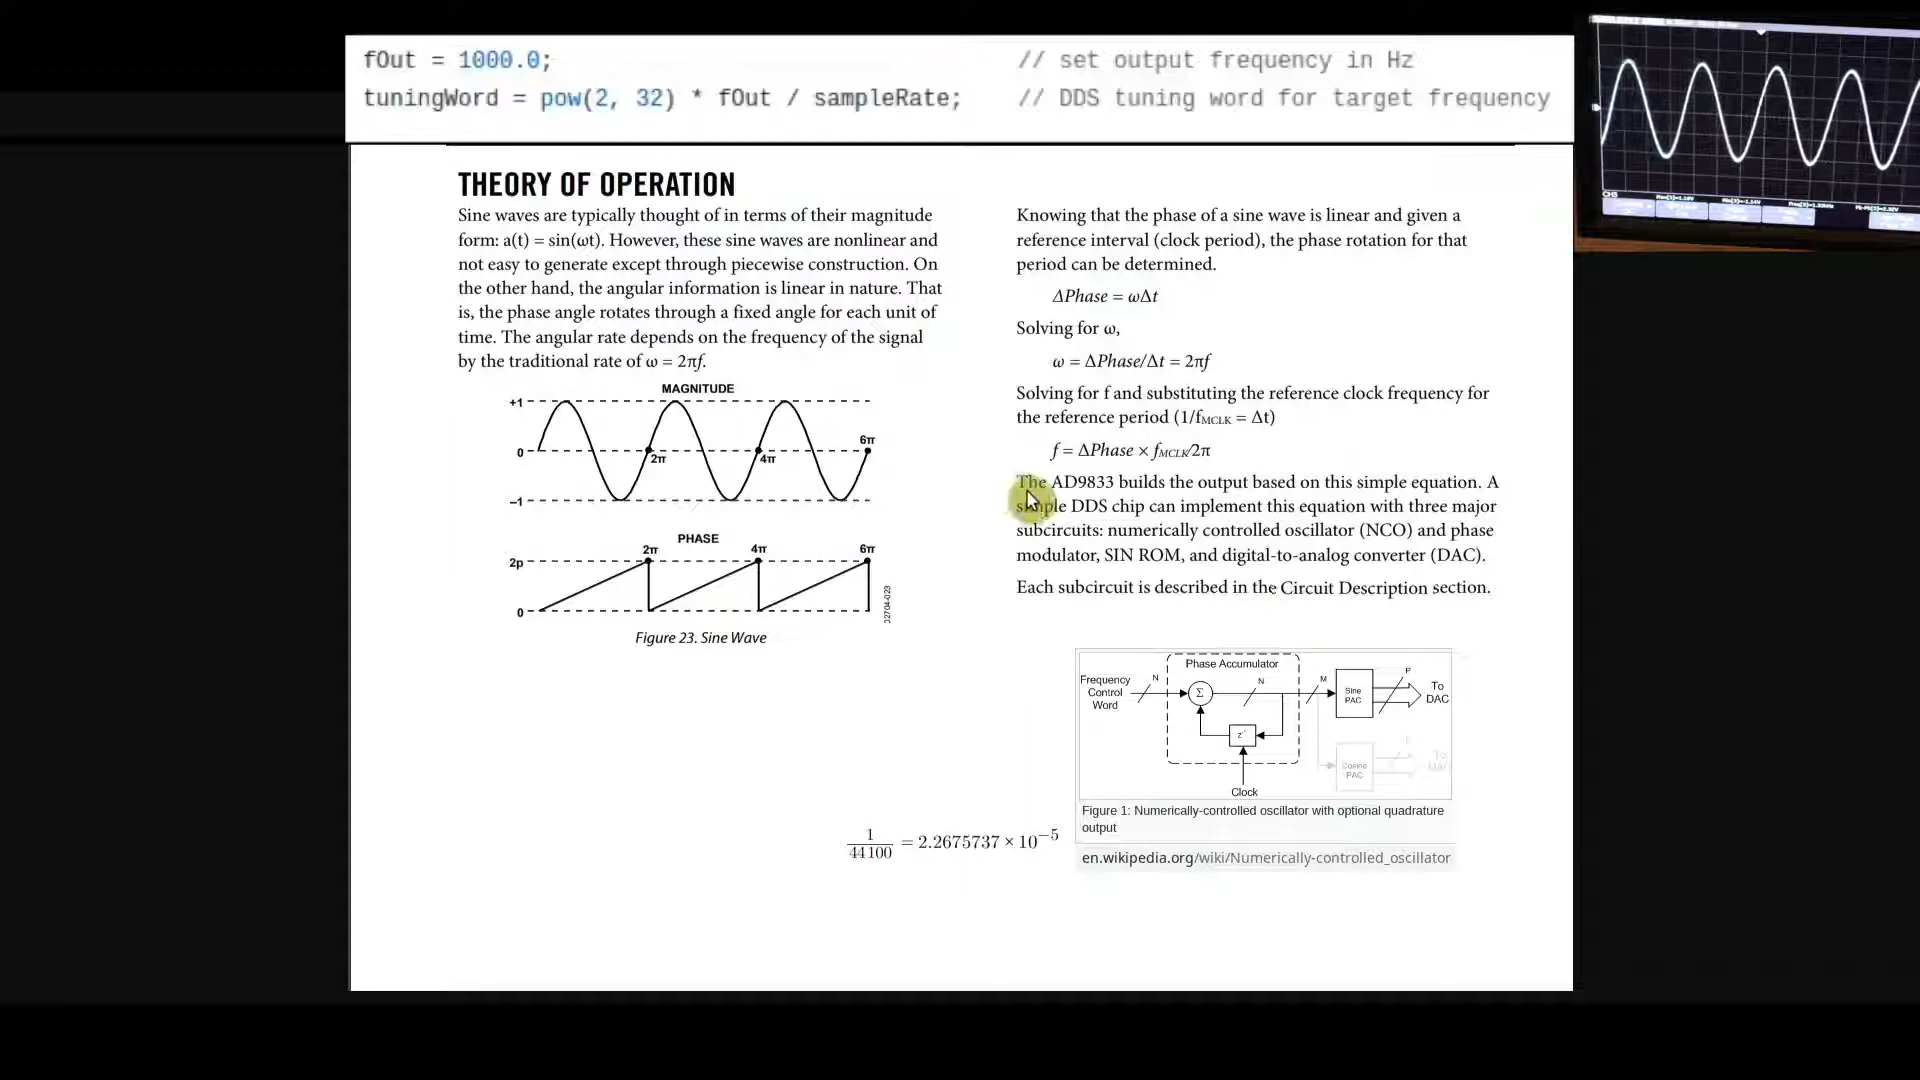 fOut = 1000.0; // set output frequency in Hz
tuningWord = pow(2, 32) * fOut / sampleRate; // DDS tuning word for target frequency
THEORY OF OPERATION
Sine waves are typically thought of in terms of their magnitude
form: a(t) = sin(ωt). However, these sine waves are nonlinear and
not easy to generate except through piecewise construction. On
the other hand, the angular information is linear in nature. That
is, the phase angle rotates through a fixed angle for each unit of
time. The angular rate depends on the frequency of the signal
by the traditional rate of ω = 2πf.
MAGNITUDE
+1
6π
0
2π
4π
–1
PHASE
2π
4π
6π
2p
0
02704-023
Figure 23. Sine Wave
Knowing that the phase of a sine wave is linear and given a
reference interval (clock period), the phase rotation for that
period can be determined.
ΔPhase = ωΔt
Solving for ω,
ω = ΔPhase/Δt = 2πf
Solving for f and substituting the reference clock frequency for
the reference period (1/fMCLK = Δt)
f = ΔPhase × fMCLK∕2π
The AD9833 builds the output based on this simple equation. A
simple DDS chip can implement this equation with three major
subcircuits: numerically controlled oscillator (NCO) and phase
modulator, SIN ROM, and digital-to-analog converter (DAC).
Each subcircuit is described in the Circuit Description section.
Phase Accumulator
Frequency
Control
Word
N
Σ
N
M
Sine
PAC
P
To
DAC
Cosine
PAC
To
Clock
Figure 1: Numerically-controlled oscillator with optional quadrature
output
en.wikipedia.org/wiki/Numerically-controlled_oscillator
1/44100 = 2.2675737 × 10^−5